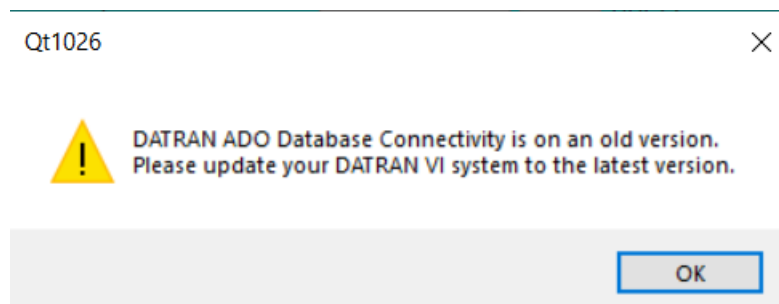 Qt1026
DATRAN ADO Database Connectivity is on an old version.
Please update your DATRAN VI system to the latest version.
OK